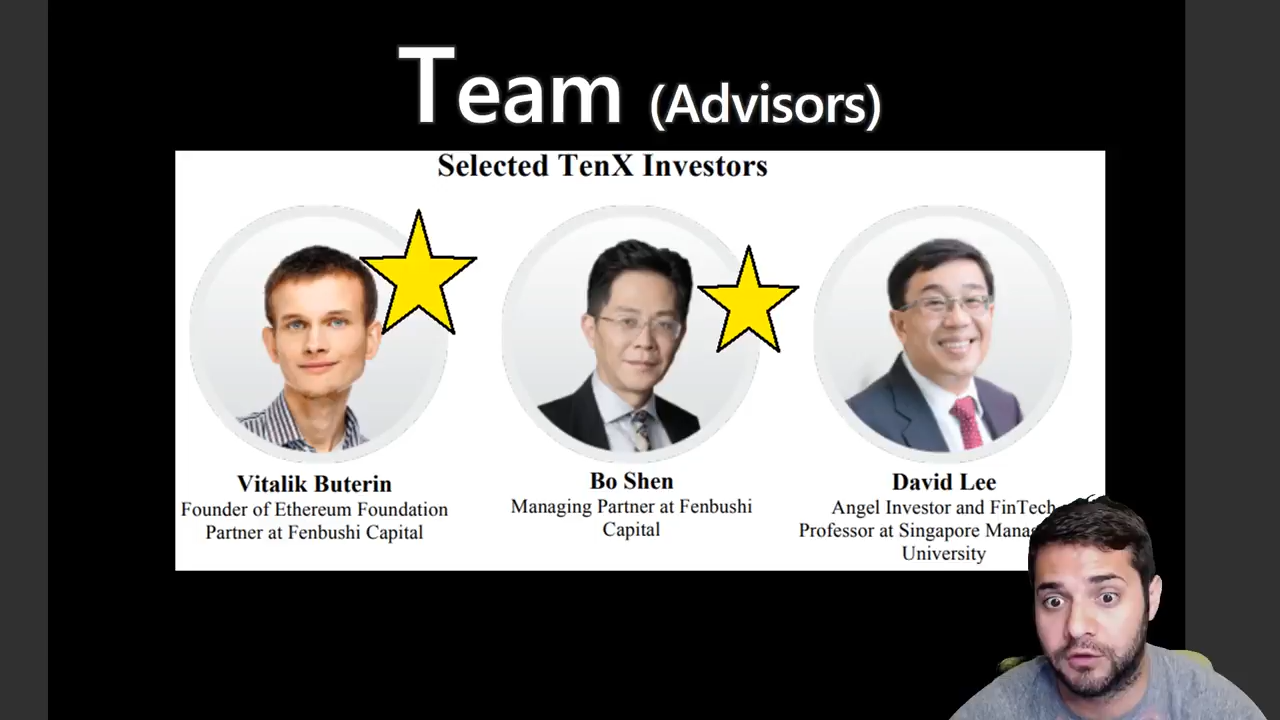 Team (Advisors)
Selected TenX Investors
Vitalik Buterin
Founder of Ethereum Foundation
Partner at Fenbushi Capital
Bo Shen
Managing Partner at Fenbushi
Capital
David Lee
Angel Investor and FinTech
Professor at Singapore Mana
University